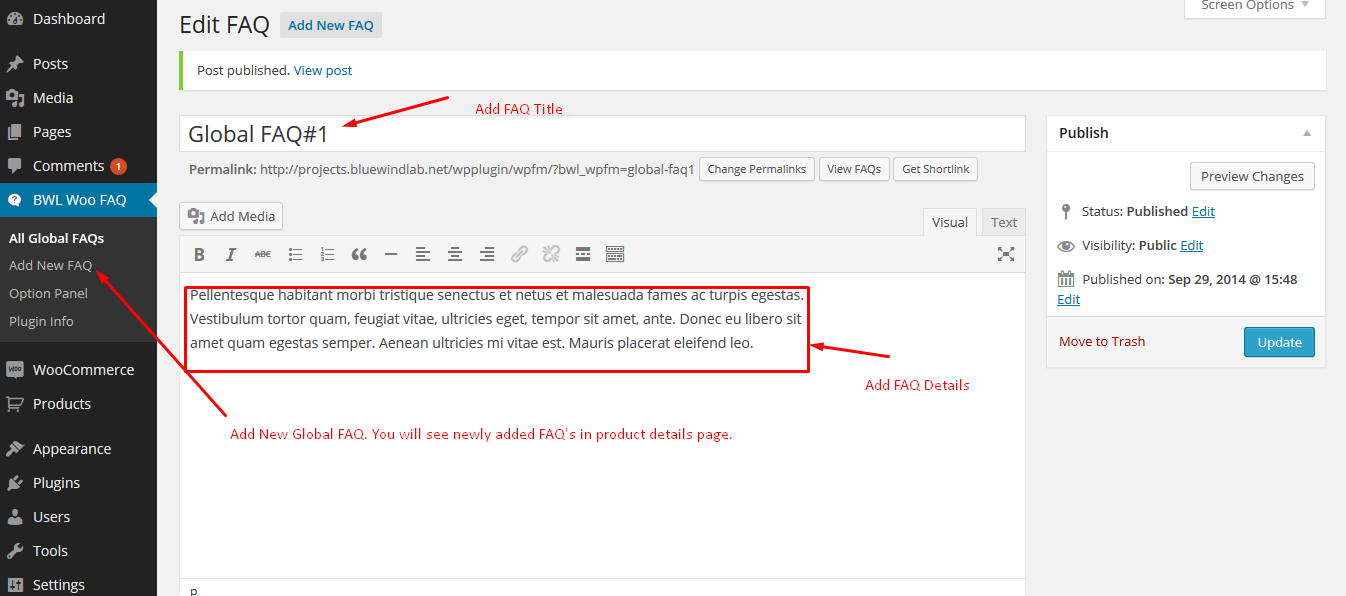 Dashboard
Posts
Media
Pages
Comments 1
BWL Woo FAQ
All Global FAQs
Add New FAQ
Option Panel
Plugin Info
WooCommerce
Products
Appearance
Plugins
Users
Tools
Settings
Screen Options
Edit FAQ Add New FAQ
Post published. View post
Add FAQ Title
Global FAQ#1
Permalink: http://projects.bluewindlab.net/wpplugin/wpfm/?bwl_wpfm=global-faq1 Change Permalinks View FAQs Get Shortlink
Add Media
Visual Text
B I ABC
Pellentesque habitant morbi tristique senectus et netus et malesuada fames ac turpis egestas.
Vestibulum tortor quam, feugiat vitae, ultricies eget, tempor sit amet, ante. Donec eu libero sit
amet quam egestas semper. Aenean ultricies mi vitae est. Mauris placerat eleifend leo.
Add FAQ Details
Add New Global FAQ. You will see newly added FAQ's in product details page.
p
Publish
Preview Changes
Status: Published Edit
Visibility: Public Edit
Published on: Sep 29, 2014 @ 15:48
Edit
Move to Trash Update